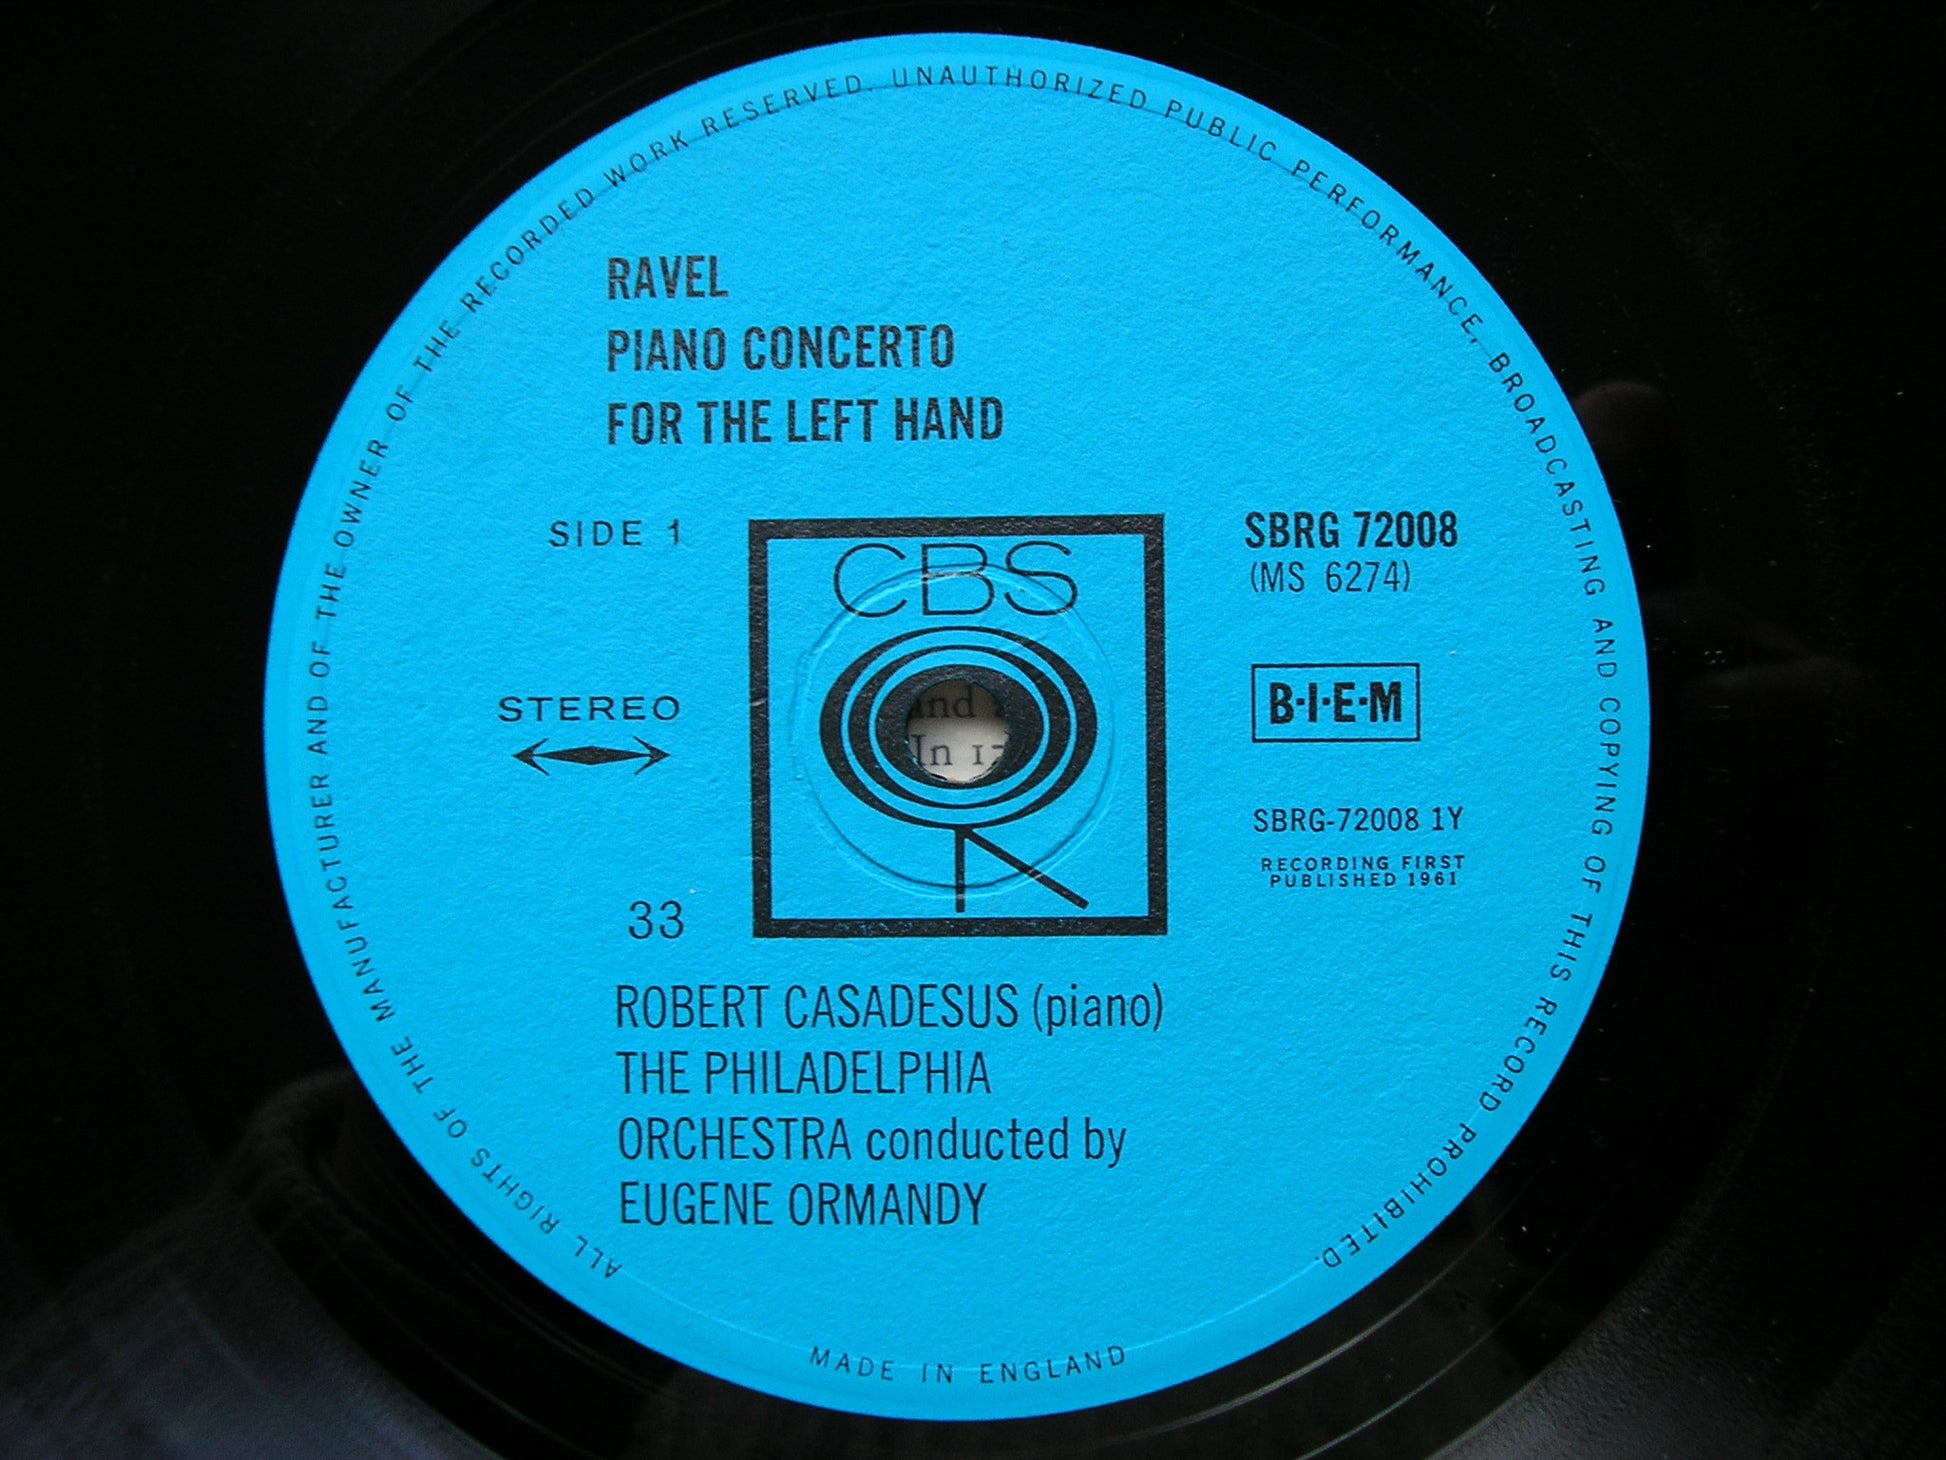 ALL RIGHTS OF THE MANUFACTURER AND OF THE OWNER OF THE RECORDED WORK RESERVED. UNAUTHORIZED PUBLIC PERFORMANCE, BROADCASTING AND COPYING OF THIS RECORD PROHIBITED.
RAVEL
PIANO CONCERTO
FOR THE LEFT HAND
SIDE 1
CBS
SBRG 72008
(MS 6274)
STEREO
and
In 17
B·I·E·M
SBRG-72008 1Y
RECORDING FIRST
PUBLISHED 1961
33
ROBERT CASADESUS (piano)
THE PHILADELPHIA
ORCHESTRA conducted by
EUGENE ORMANDY
MADE IN ENGLAND